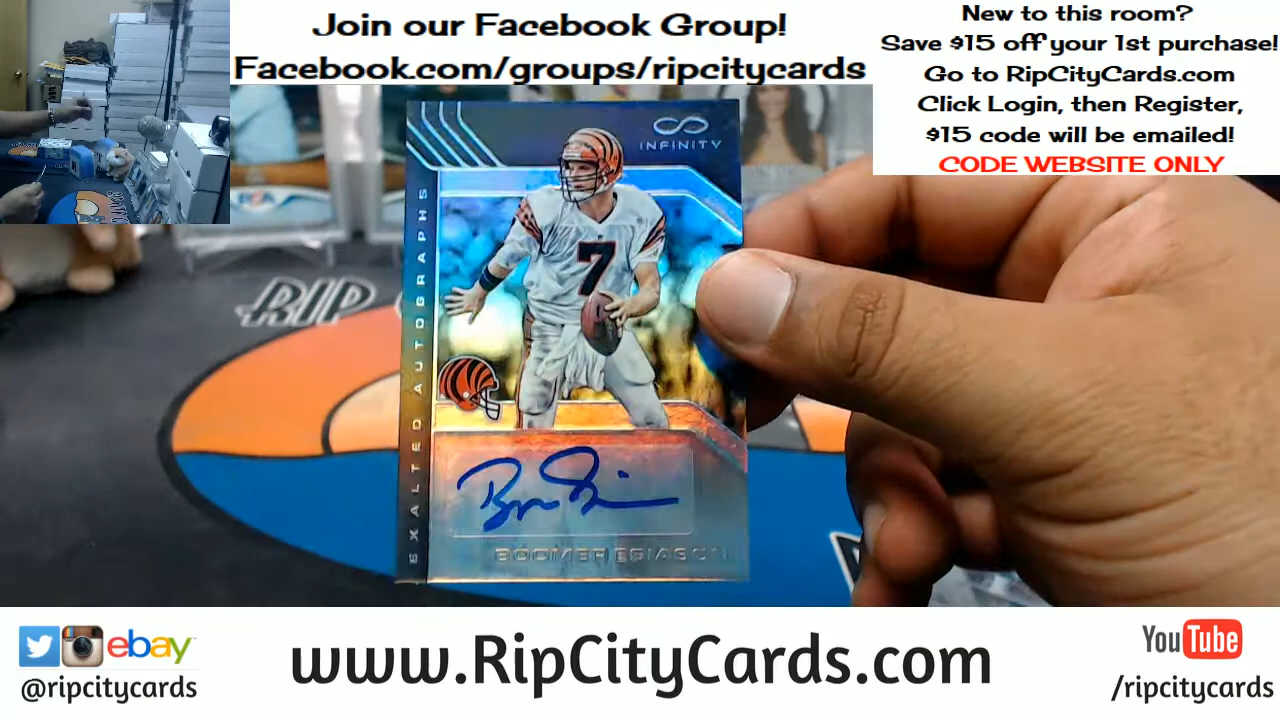 Join our Facebook Group!
Facebook.com/groups/ripcitycards
New to this room?
Save $15 off your 1st purchase!
Go to RipCityCards.com
Click Login, then Register,
$15 code will be emailed!
CODE WEBSITE ONLY
INFINITY
EXALTED AUTOGRAPHS
7
BOOMER ESIASON
RIP
PSA
ebay
@ripcitycards
www.RipCityCards.com
YouTube
/ripcitycards